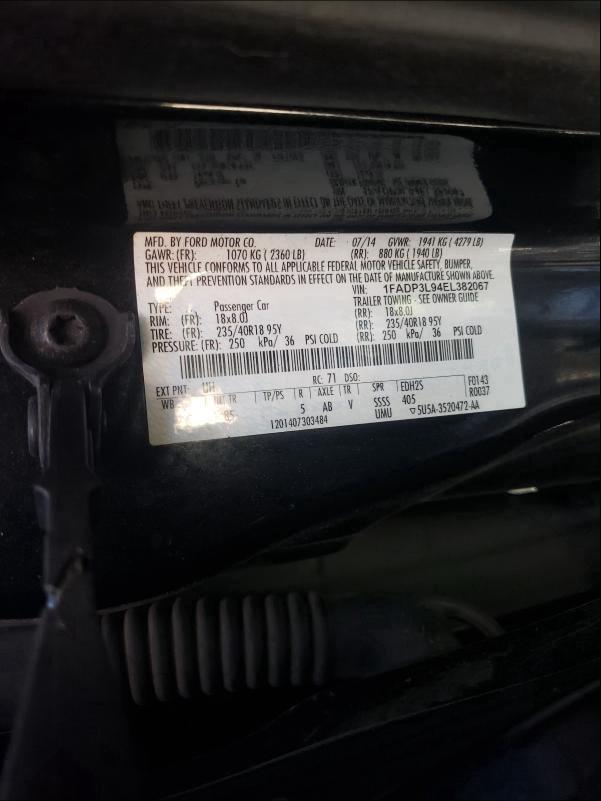 MFD. BY FORD MOTOR CO. DATE: 07/14 GVWR: 1941 KG ( 4279 LB)
GAWR: (FR): 1070 KG ( 2360 LB) (RR): 880 KG ( 1940 LB)
THIS VEHICLE CONFORMS TO ALL APPLICABLE FEDERAL MOTOR VEHICLE SAFETY, BUMPER,
AND THEFT PREVENTION STANDARDS IN EFFECT ON THE DATE OF MANUFACTURE SHOWN ABOVE.
VIN: 1FADP3L94EL382067
TYPE: Passenger Car TRAILER TOWING - SEE OWNER GUIDE
RIM: (FR): 18x8.0J (RR): 18x8.0J
TIRE: (FR): 235/40R18 95Y (RR): 235/40R18 95Y
PRESSURE: (FR): 250 kPa/ 36 PSI COLD (RR): 250 kPa/ 36 PSI COLD
EXT PNT: UH RC: 71 DSO: F0143
WB INT TR TP/PS R AXLE TR SPR EDH2S R0037
85 5 AB V SSSS 405
1201407303484 UMU ▽5U5A-3520472-AA